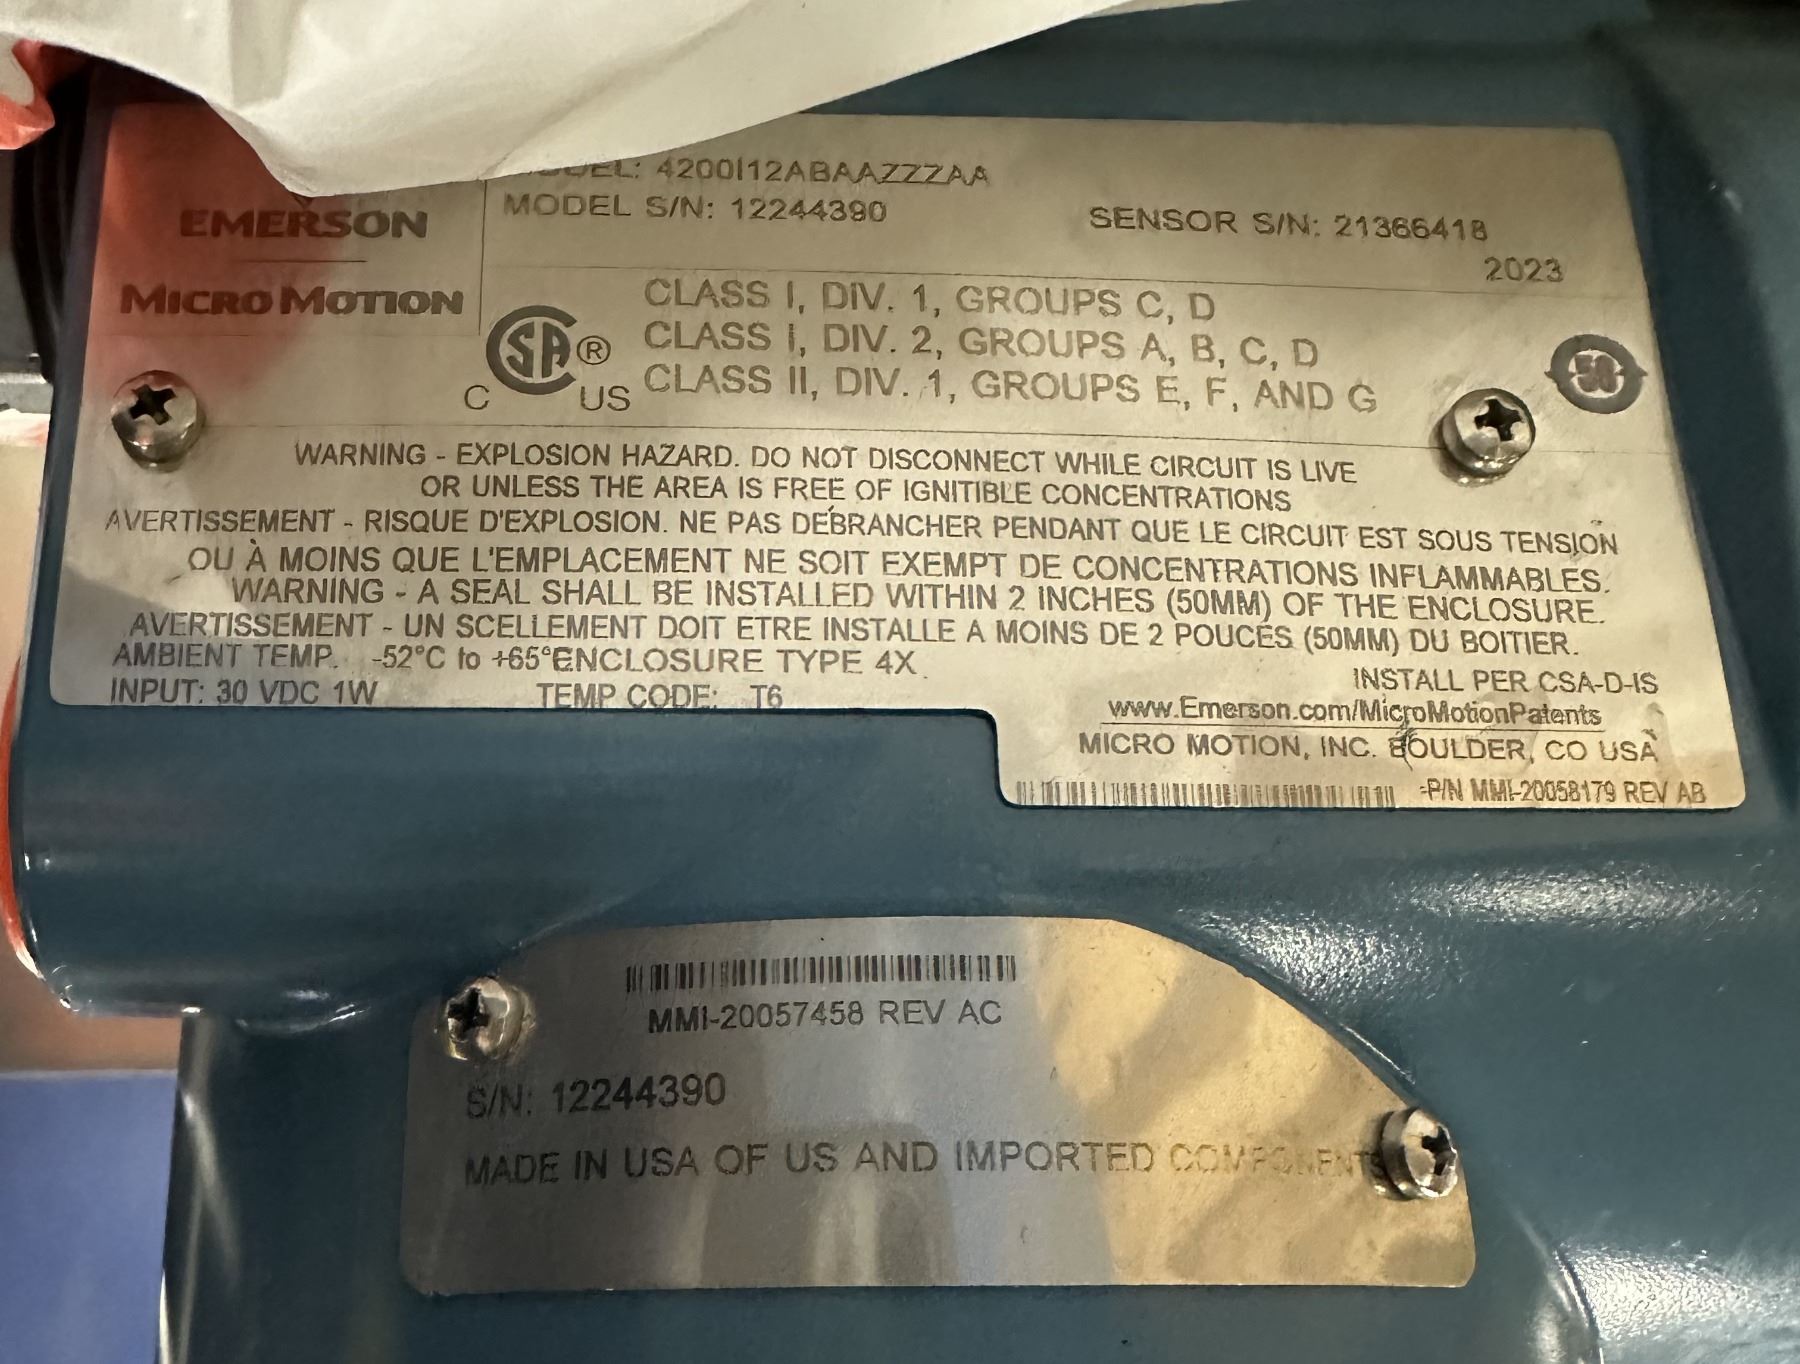 MODEL: 4200I12ABAAZZZAA
EMERSON
MODEL S/N: 12244390
SENSOR S/N: 21366418
2023
MICRO MOTION
CLASS I, DIV. 1, GROUPS C, D
CLASS I, DIV. 2, GROUPS A, B, C, D
CLASS II, DIV. 1, GROUPS E, F, AND G
C SA ® US
50
WARNING - EXPLOSION HAZARD. DO NOT DISCONNECT WHILE CIRCUIT IS LIVE
OR UNLESS THE AREA IS FREE OF IGNITIBLE CONCENTRATIONS
AVERTISSEMENT - RISQUE D'EXPLOSION. NE PAS DÉBRANCHER PENDANT QUE LE CIRCUIT EST SOUS TENSION
OU À MOINS QUE L'EMPLACEMENT NE SOIT EXEMPT DE CONCENTRATIONS INFLAMMABLES.
WARNING - A SEAL SHALL BE INSTALLED WITHIN 2 INCHES (50MM) OF THE ENCLOSURE.
AVERTISSEMENT - UN SCELLEMENT DOIT ETRE INSTALLE A MOINS DE 2 POUCES (50MM) DU BOITIER.
AMBIENT TEMP. -52°C to +65°ENCLOSURE TYPE 4X
INPUT: 30 VDC 1W TEMP CODE: T6
INSTALL PER CSA-D-IS
www.Emerson.com/MicroMotionPatents
MICRO MOTION, INC. BOULDER, CO USA
P/N MMI-20058179 REV AB
MMI-20057458 REV AC
S/N: 12244390
MADE IN USA OF US AND IMPORTED COMPONENTS